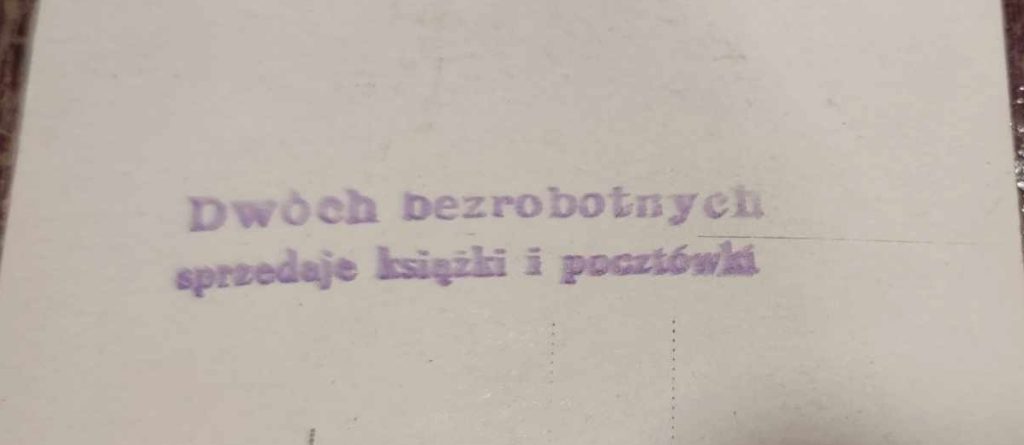 Dwóch bezrobotnych
sprzedaje książki i pocztówki